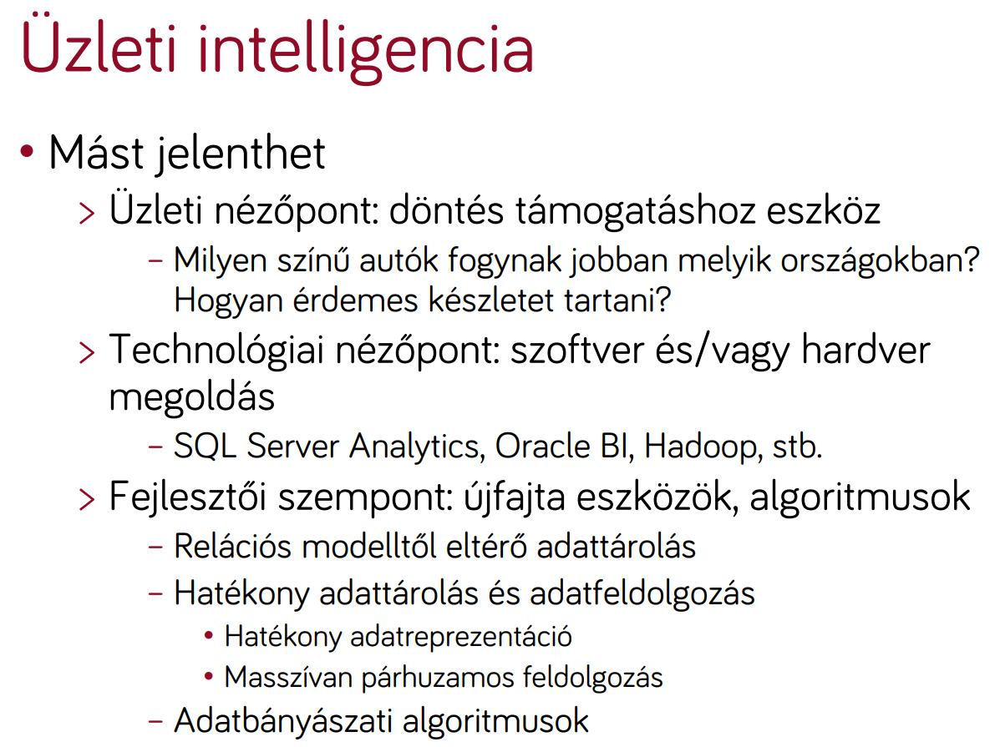 Üzleti intelligencia
• Mást jelenthet
> Üzleti nézőpont: döntés támogatáshoz eszköz
– Milyen színű autók fogynak jobban melyik országokban?
Hogyan érdemes készletet tartani?
> Technológiai nézőpont: szoftver és/vagy hardver
megoldás
– SQL Server Analytics, Oracle BI, Hadoop, stb.
> Fejlesztői szempont: újfajta eszközök, algoritmusok
– Relációs modelltől eltérő adattárolás
– Hatékony adattárolás és adatfeldolgozás
• Hatékony adatreprezentáció
• Masszívan párhuzamos feldolgozás
– Adatbányászati algoritmusok